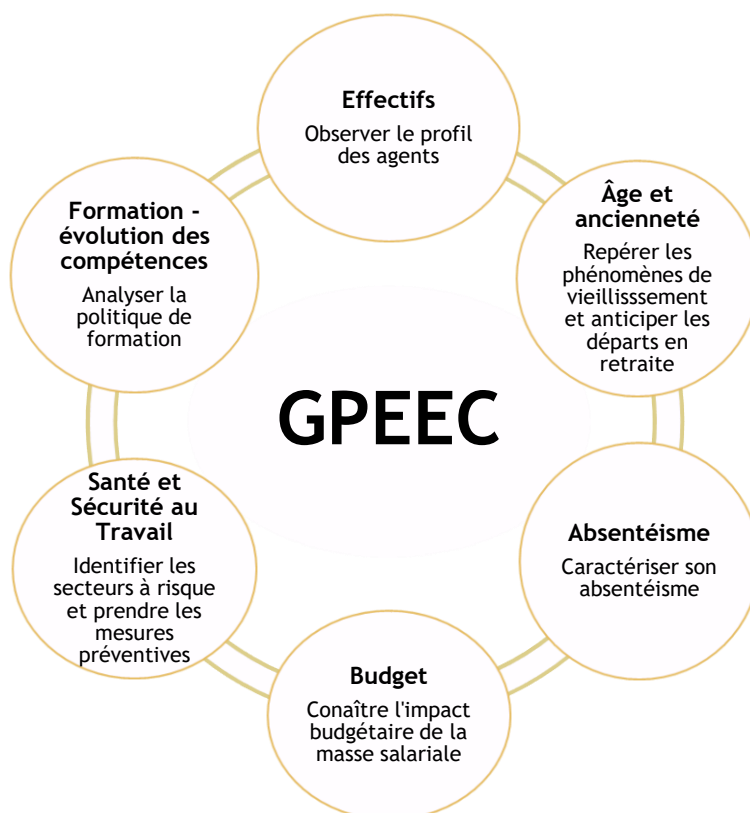 Effectifs
Observer le profil
des agents
Âge et
ancienneté
Repérer les
phénomènes de
vieillisssement
et anticiper les
départs en
retraite
Absentéisme
Caractériser son
absentéisme
Budget
Conaître l'impact
budgétaire de la
masse salariale
Santé et
Sécurité au
Travail
Identifier les
secteurs à risque
et prendre les
mesures
préventives
Formation -
évolution des
compétences
Analyser la
politique de
formation
GPEEC